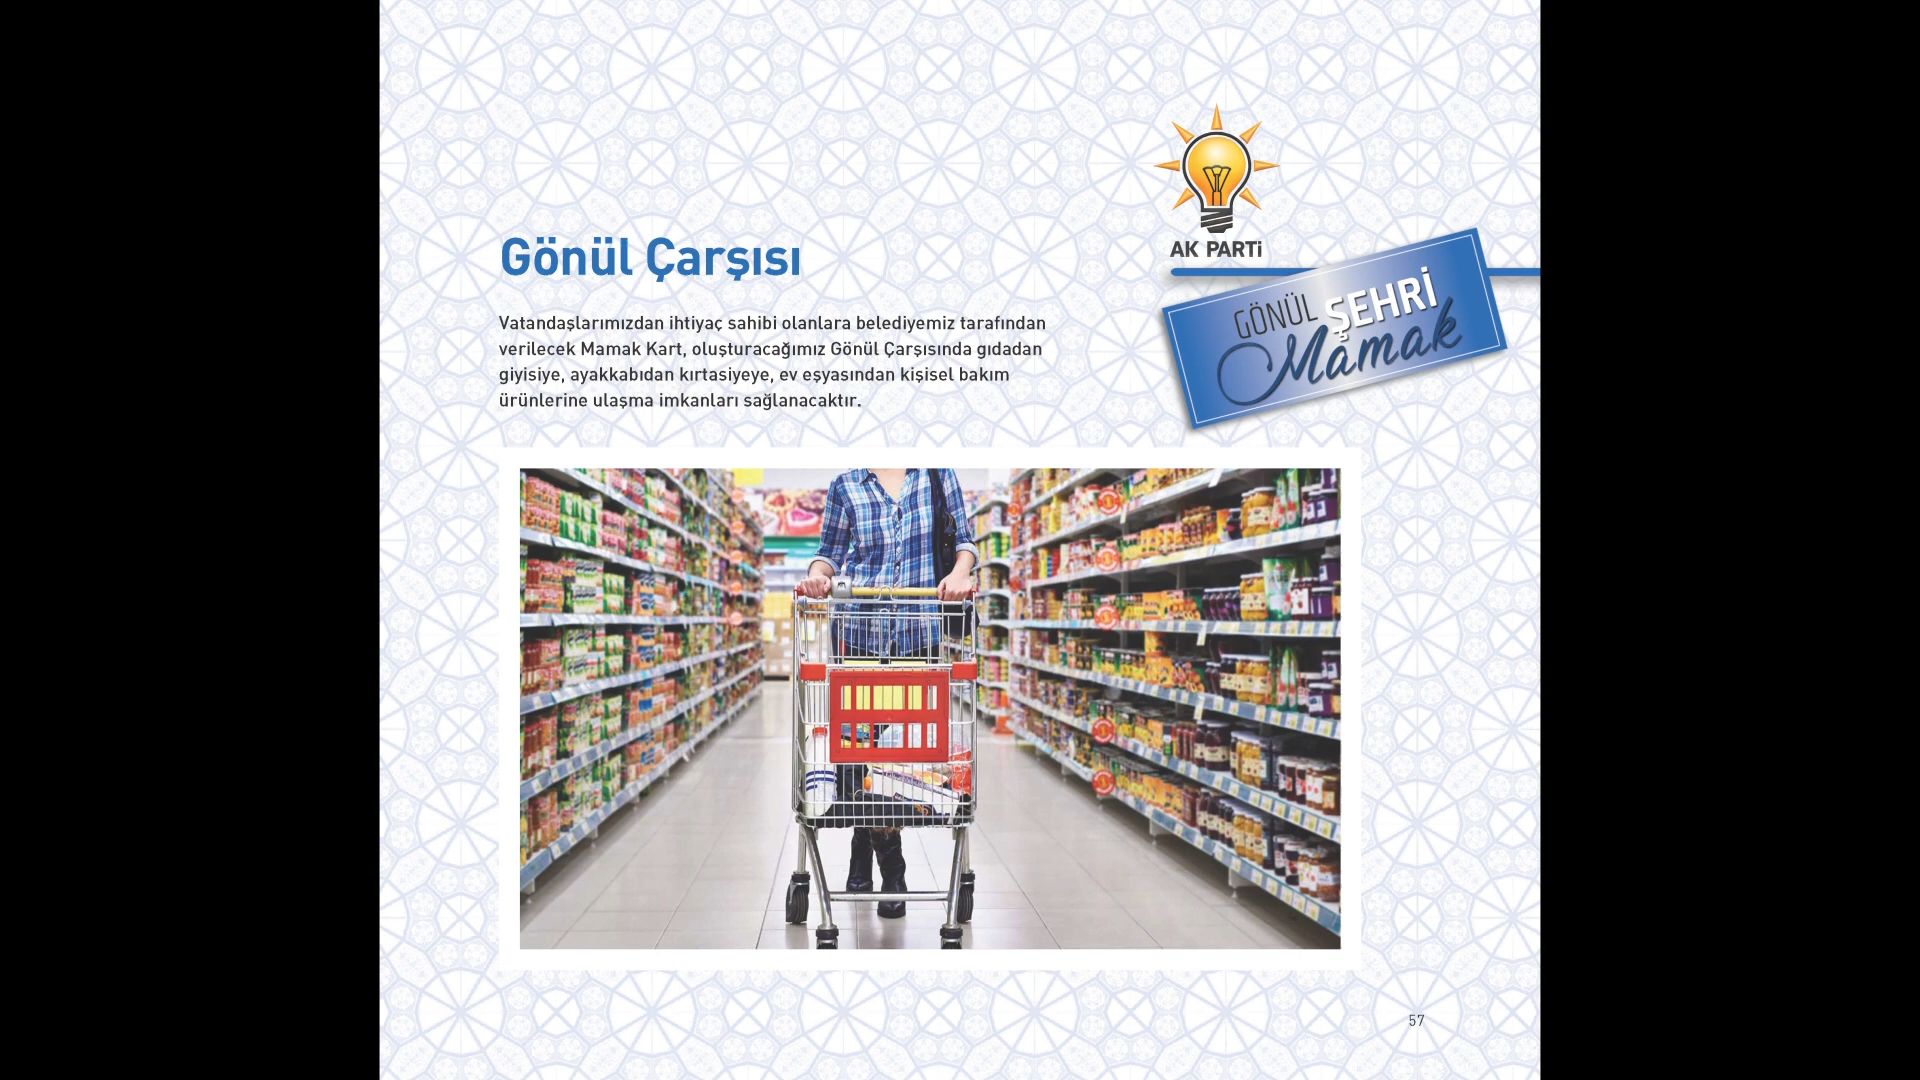 AK PARTi
Gönül Çarşısı
GÖNÜL ŞEHRİ
Mamak
Vatandaşlarımızdan ihtiyaç sahibi olanlara belediyemiz tarafından
verilecek Mamak Kart, oluşturacağımız Gönül Çarşısında gıdadan
giyisiye, ayakkabıdan kırtasiyeye, ev eşyasından kişisel bakım
ürünlerine ulaşma imkanları sağlanacaktır.
57